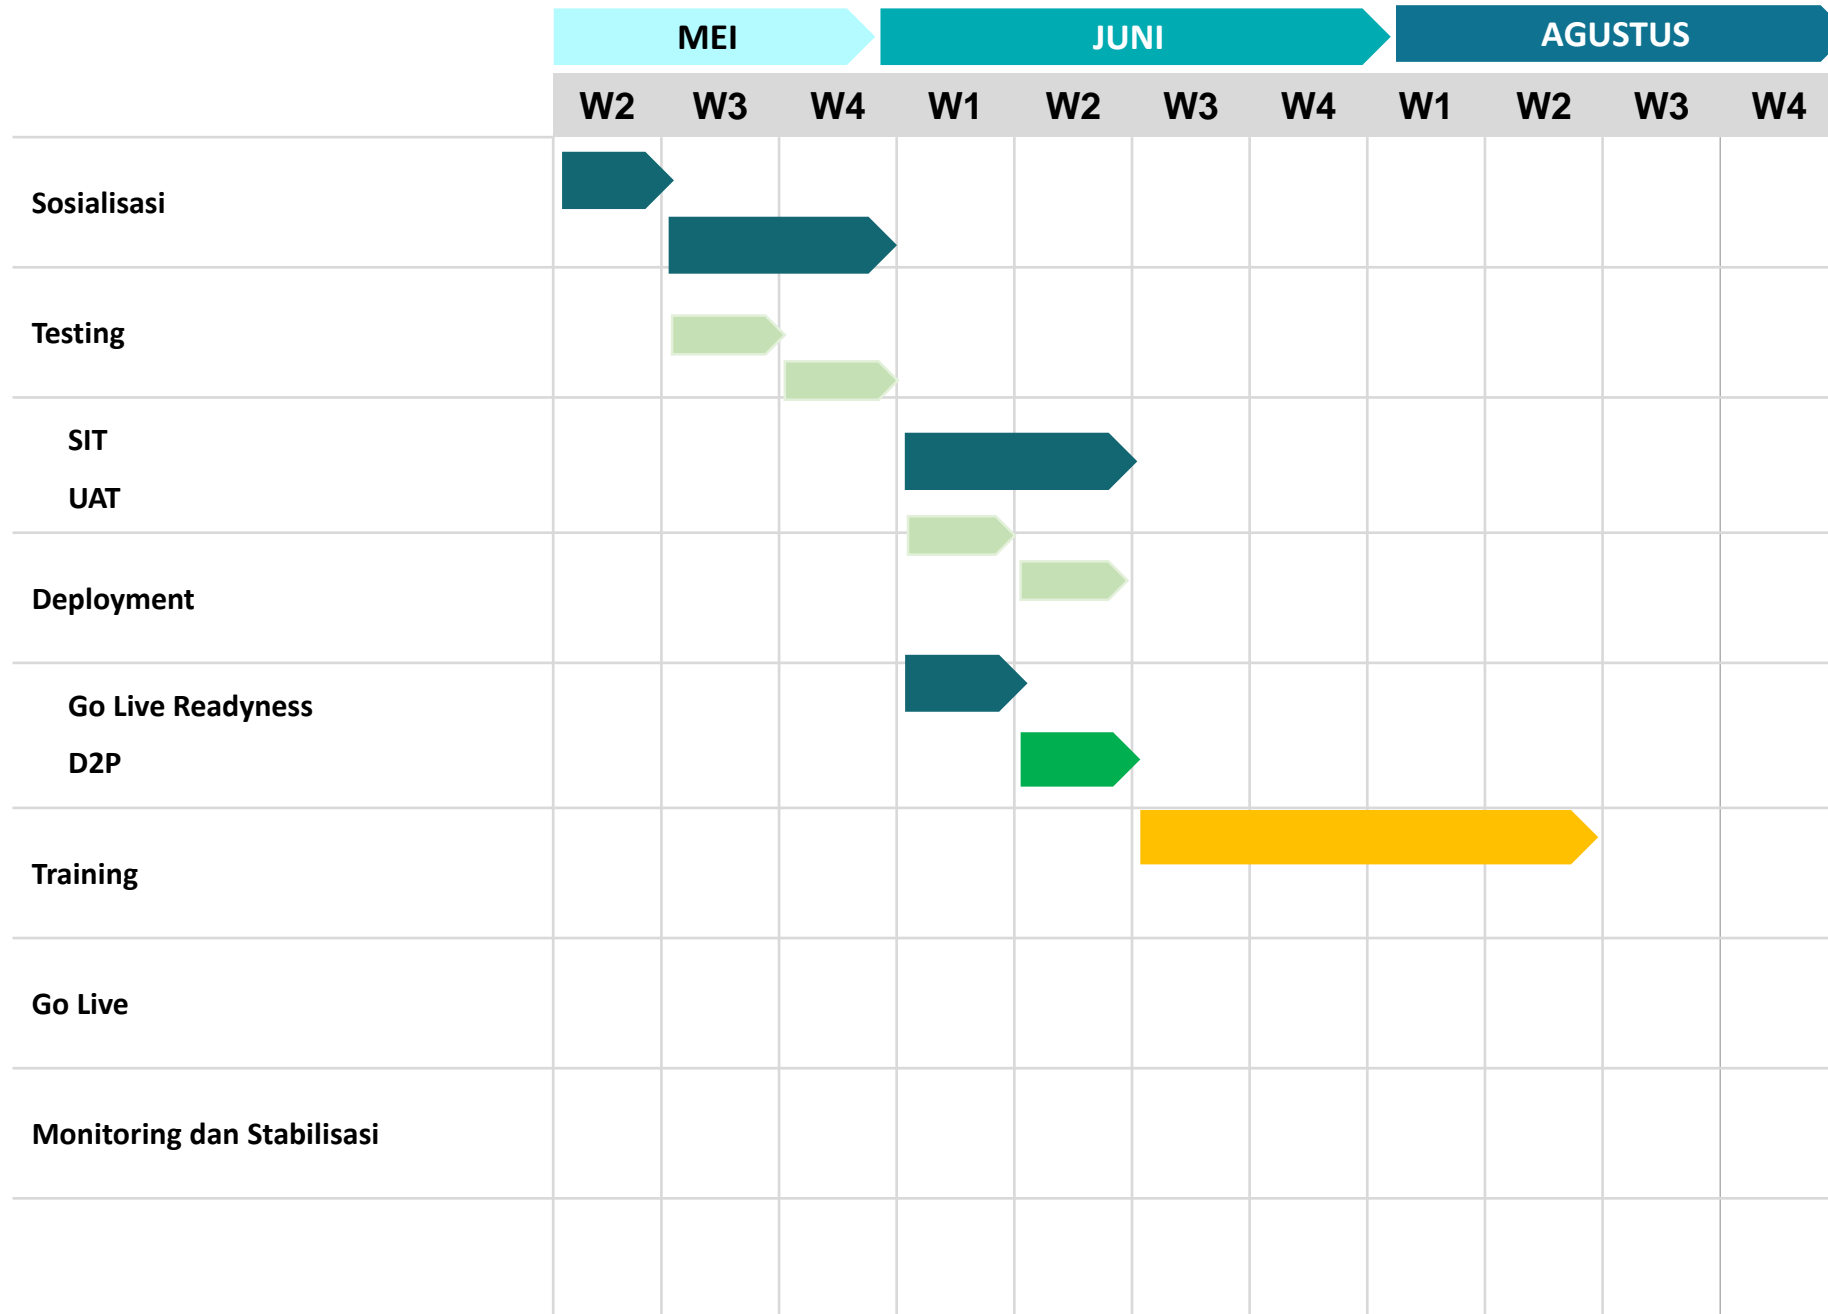 MEI JUNI AGUSTUS
W2 W3 W4 W1 W2 W3 W4 W1 W2 W3 W4
Sosialisasi
Testing
SIT
UAT
Deployment
Go Live Readyness
D2P
Training
Go Live
Monitoring dan Stabilisasi